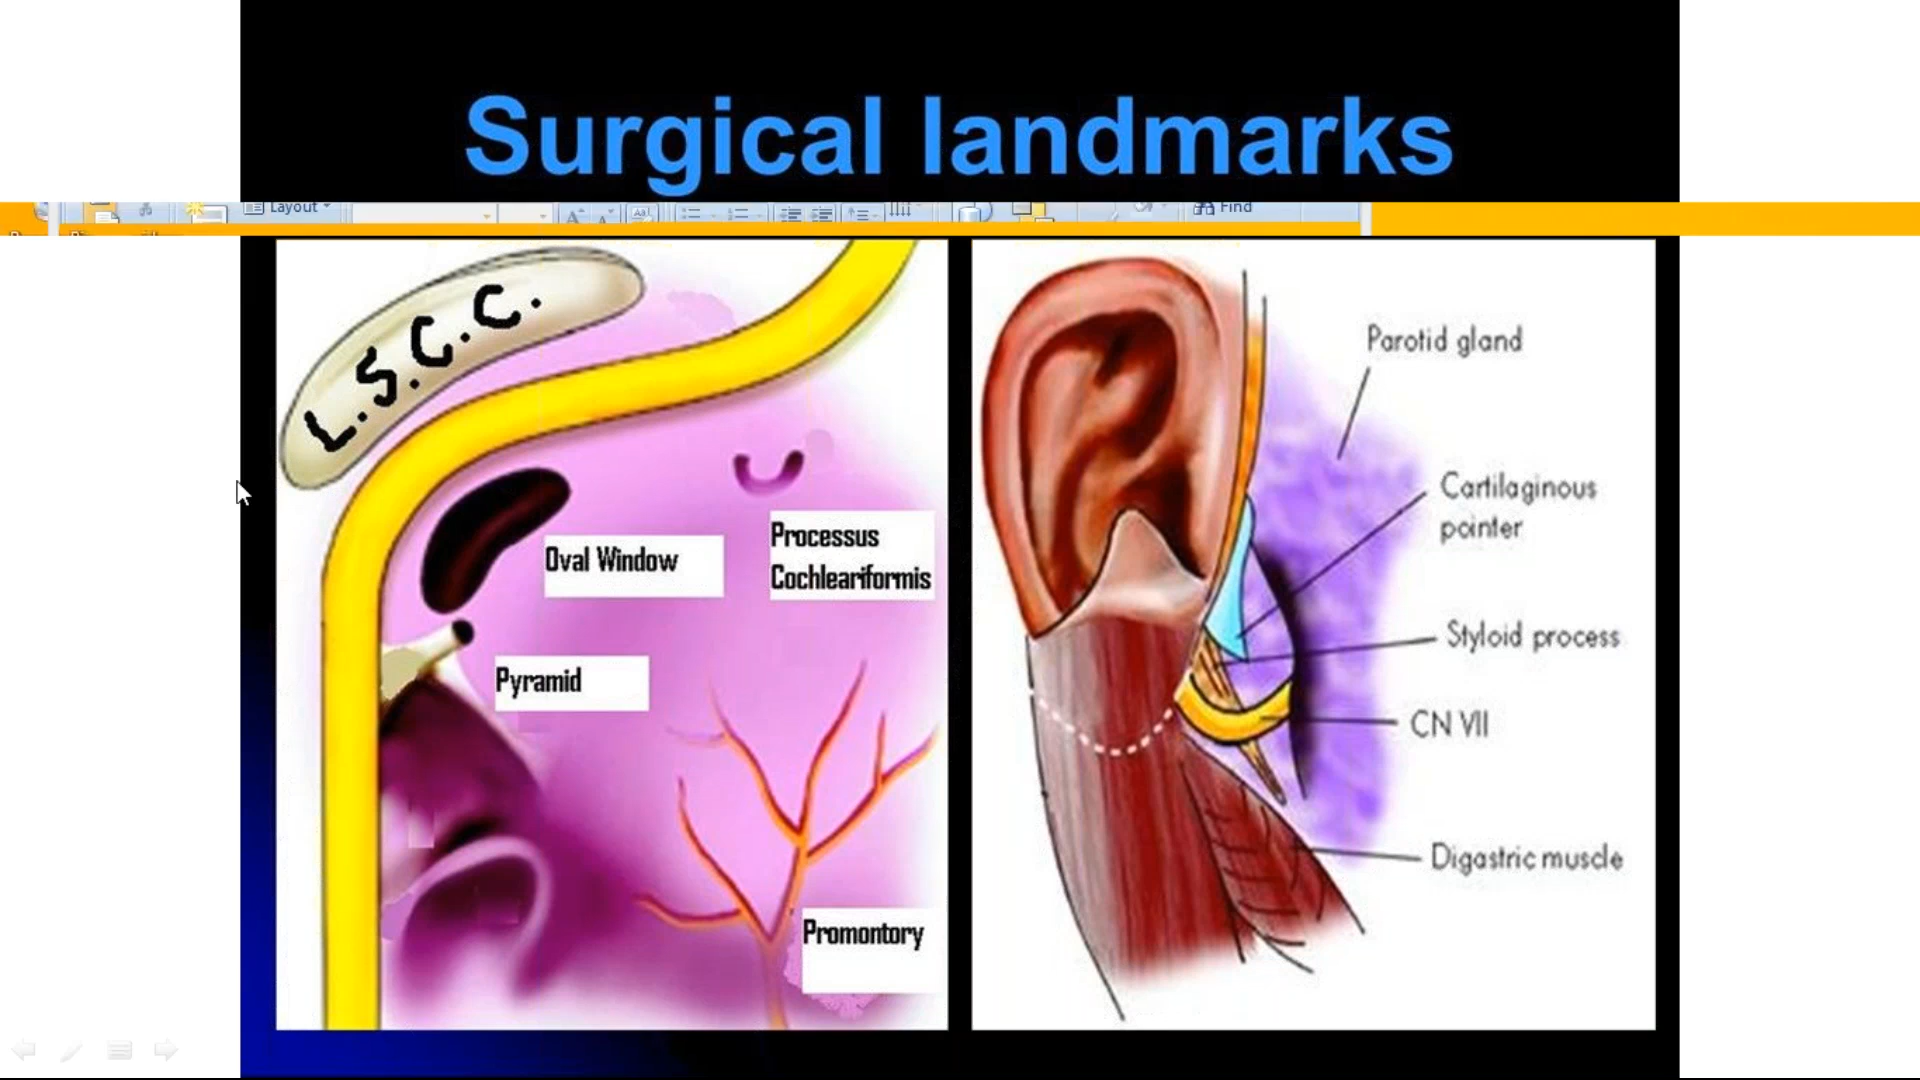 Surgical landmarks
Layout
Find
L.S.C.C.
Oval Window
Processus
Cochleariformis
Pyramid
Promontory
Parotid gland
Cartilaginous
pointer
Styloid process
CN VII
Digastric muscle